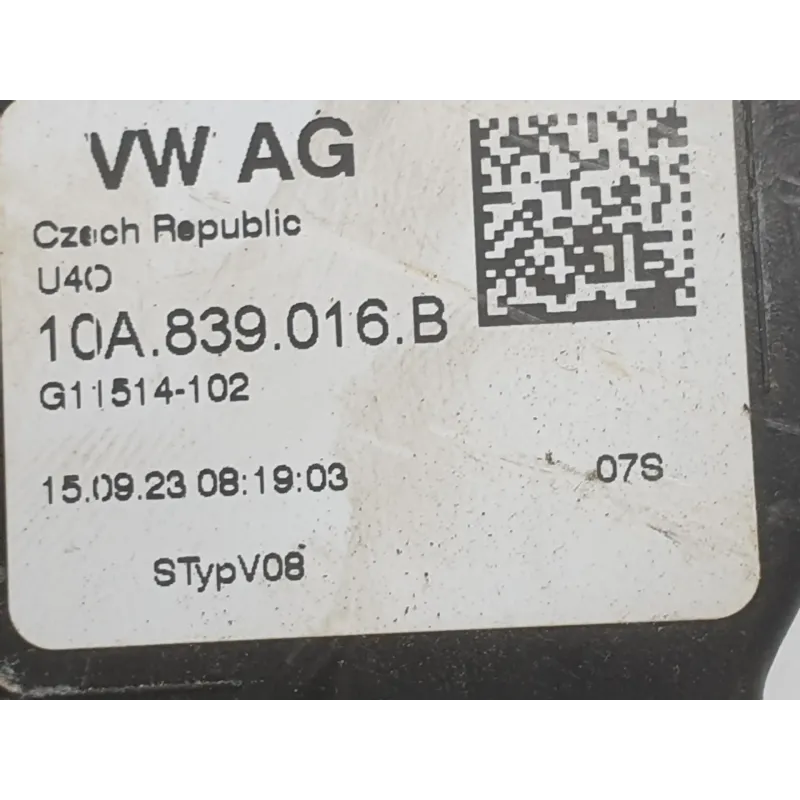 VW AG
Czech Republic
U40
10A.839.016.B
G11514-102
15.09.23 08:19:03
07S
STypV08